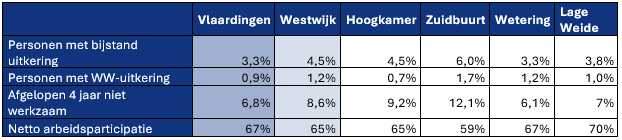 Vlaardingen Westwijk Hoogkamer Zuidbuurt Wetering Lage Weide
Personen met bijstand uitkering 3,3% 4,5% 4,5% 6,0% 3,3% 3,8%
Personen met WW-uitkering 0,9% 1,2% 0,7% 1,7% 1,2% 1,0%
Afgelopen 4 jaar niet werkzaam 6,8% 8,6% 9,2% 12,1% 6,1% 7%
Netto arbeidsparticipatie 67% 65% 65% 59% 67% 70%